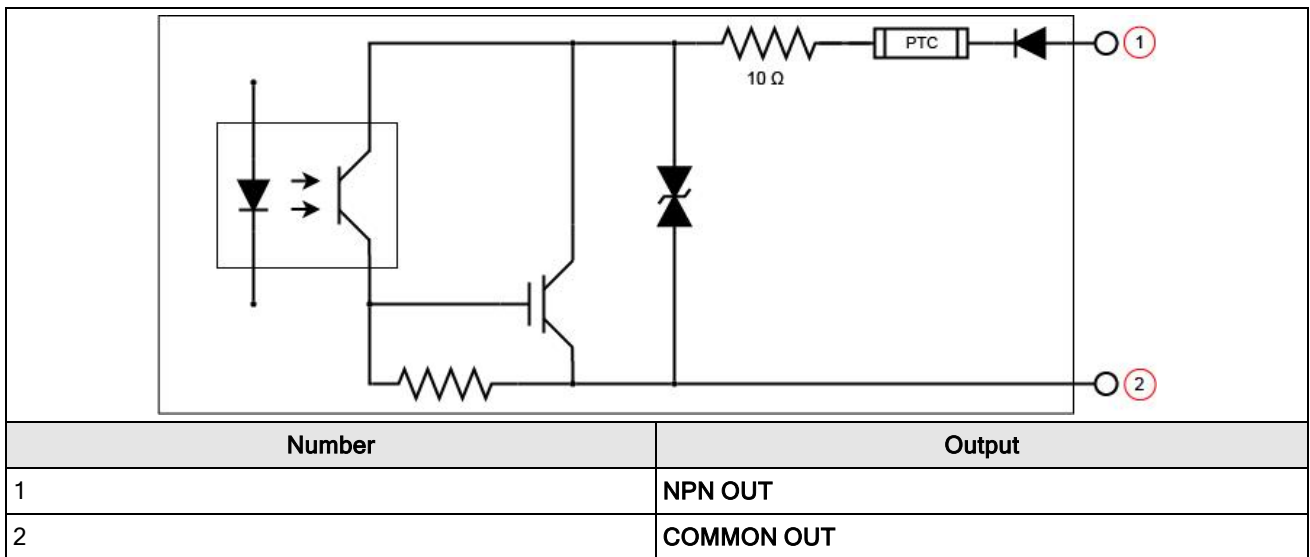 PTC
1
10 Ω
2
Number Output
1 NPN OUT
2 COMMON OUT